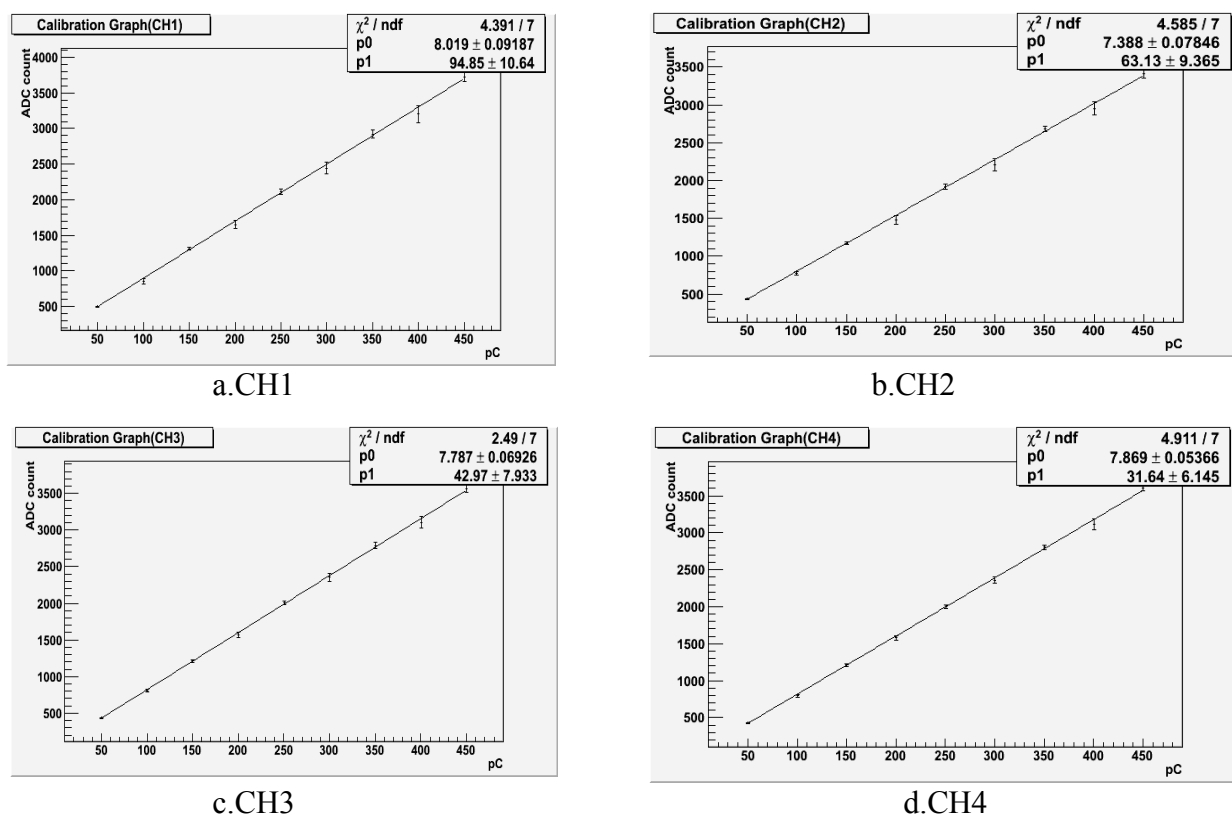 Calibration Graph(CH1)
χ² / ndf 4.391 / 7
p0 8.019 ± 0.09187
p1 94.85 ± 10.64
ADC count
4000
3500
3000
2500
2000
1500
1000
500
50 100 150 200 250 300 350 400 450
pC
a.CH1
Calibration Graph(CH2)
χ² / ndf 4.585 / 7
p0 7.388 ± 0.07846
p1 63.13 ± 9.365
ADC count
3500
3000
2500
2000
1500
1000
500
50 100 150 200 250 300 350 400 450
pC
b.CH2
Calibration Graph(CH3)
χ² / ndf 2.49 / 7
p0 7.787 ± 0.06926
p1 42.97 ± 7.933
ADC count
3500
3000
2500
2000
1500
1000
500
50 100 150 200 250 300 350 400 450
pC
c.CH3
Calibration Graph(CH4)
χ² / ndf 4.911 / 7
p0 7.869 ± 0.05366
p1 31.64 ± 6.145
ADC count
3500
3000
2500
2000
1500
1000
500
50 100 150 200 250 300 350 400 450
pC
d.CH4